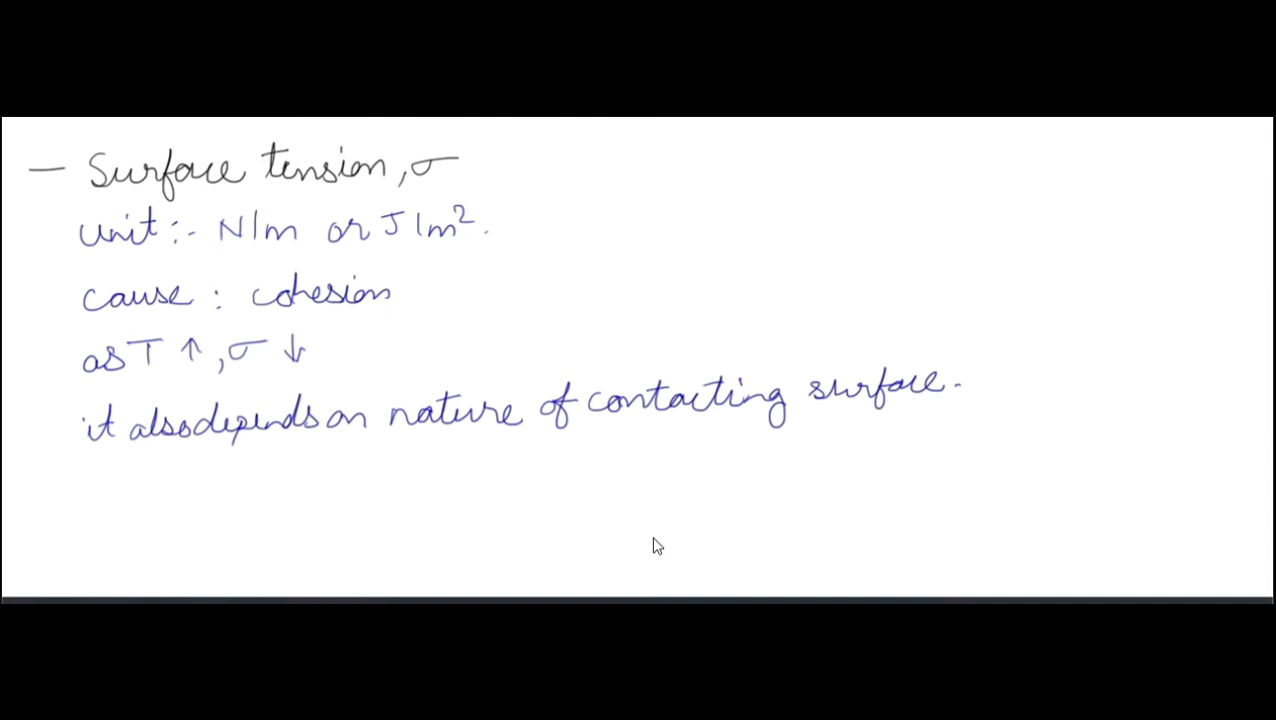 — Surface tension, σ
unit :- N/m or J/m².
cause : cohesion
as T ↑ , σ ↓
it also depends on nature of contacting surface.